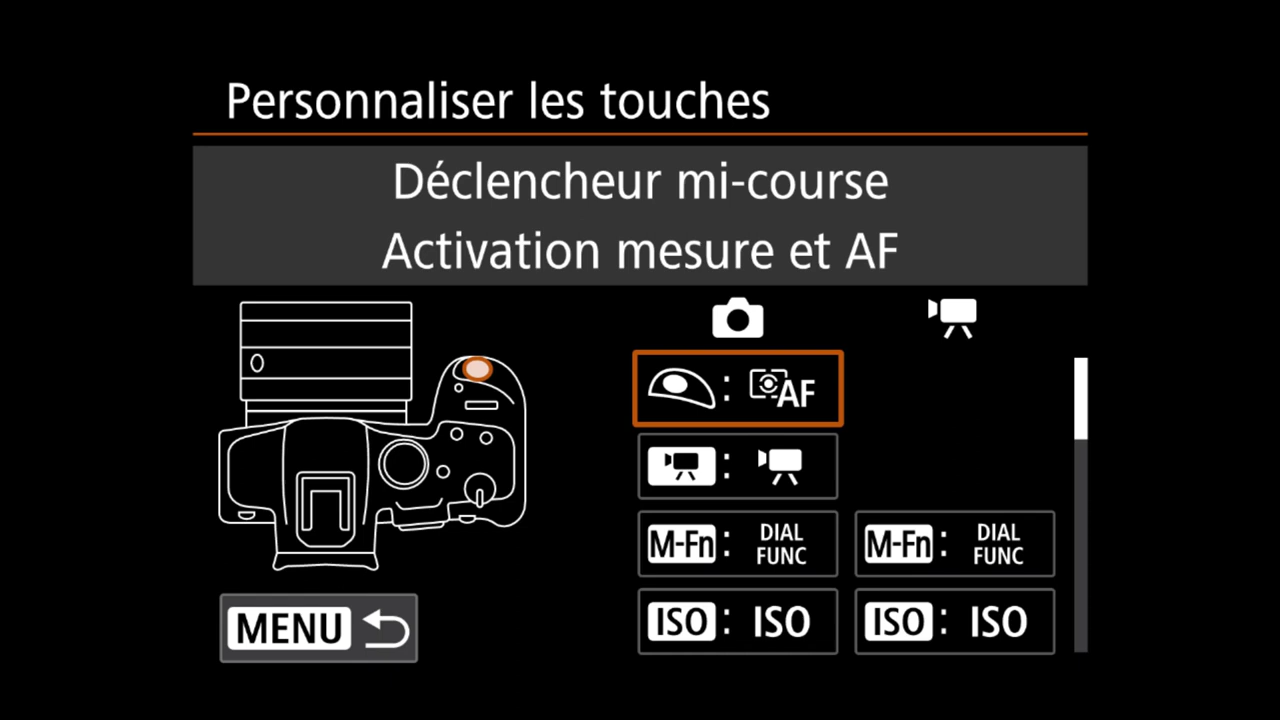 Personnaliser les touches
Déclencheur mi-course
Activation mesure et AF
: AF
:
M-Fn : DIAL FUNC M-Fn : DIAL FUNC
ISO : ISO ISO : ISO
MENU